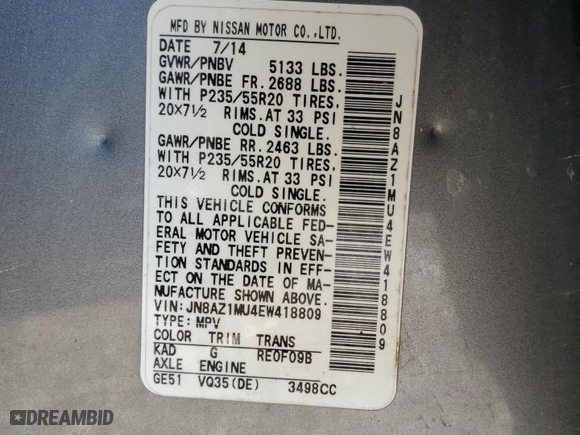 MFD BY NISSAN MOTOR CO.,LTD.
DATE 7/14
GVWR/PNBV 5133 LBS.
GAWR/PNBE FR. 2688 LBS.
WITH P235/55R20 TIRES,
20×7½ RIMS. AT 33 PSI
COLD SINGLE.
GAWR/PNBE RR. 2463 LBS.
WITH P235/55R20 TIRES,
20×7½ RIMS. AT 33 PSI
COLD SINGLE.
THIS VEHICLE CONFORMS
TO ALL APPLICABLE FED-
ERAL MOTOR VEHICLE SA-
FETY AND THEFT PREVEN-
TION STANDARDS IN EFF-
ECT ON THE DATE OF MA-
NUFACTURE SHOWN ABOVE.
VIN: JN8AZ1MU4EW418809
TYPE: MPV
COLOR TRIM TRANS
KAD G RE0F09B
AXLE ENGINE
GE51 VQ35(DE) 3498CC
JN8AZ1MU4EW418809
DREAMBID